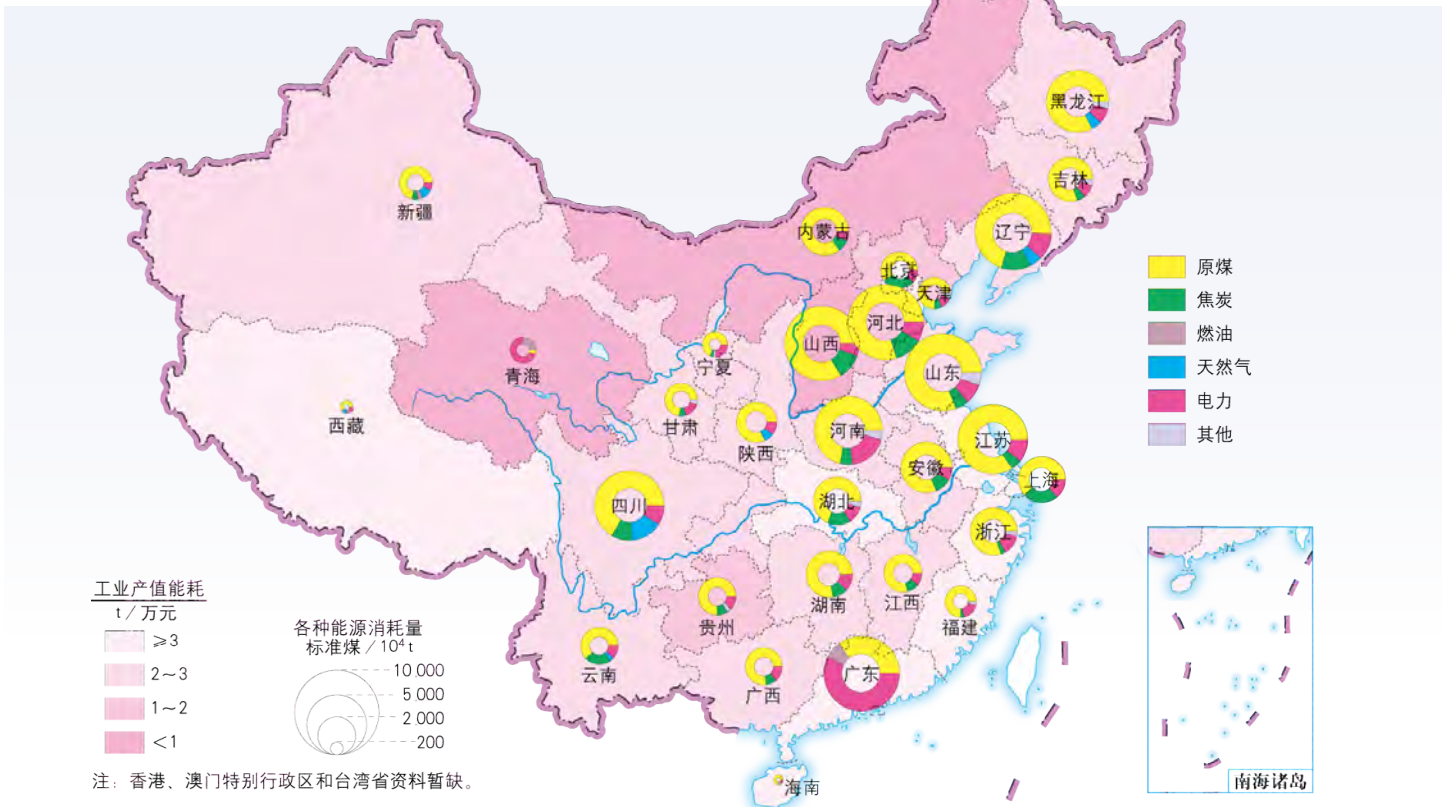 黑龙江
吉林
辽宁
内蒙古
北京
天津
河北
山西
山东
河南
新疆
青海
宁夏
甘肃
陕西
西藏
四川
江苏
安徽
上海
湖北
浙江
湖南
江西
福建
贵州
云南
广西
广东
海南
原煤
焦炭
燃油
天然气
电力
其他
工业产值能耗
t/万元
≥3
2~3
1~2
<1
各种能源消耗量
标准煤/10⁴t
10 000
5 000
2 000
200
注：香港、澳门特别行政区和台湾省资料暂缺。
南海诸岛